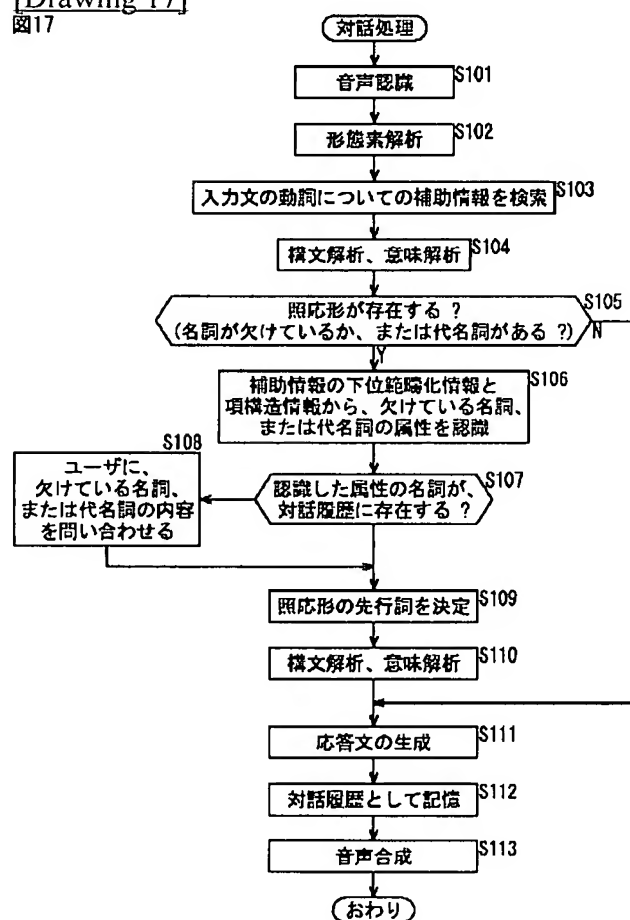 [Drawing 17]
図17
対話処理
音声認識
S101
形態素解析
S102
入力文の動詞についての補助情報を検索
S103
構文解析、意味解析
S104
照応形が存在する ?
(名詞が欠けているか、または代名詞がある ?)
S105
N
Y
補助情報の下位範疇化情報と
項構造情報から、欠けている名詞、
または代名詞の属性を認識
S106
認識した属性の名詞が、
対話履歴に存在する ?
S107
S108
ユーザに、
欠けている名詞、
または代名詞の内容
を問い合わせる
照応形の先行詞を決定
S109
構文解析、意味解析
S110
応答文の生成
S111
対話履歴として記憶
S112
音声合成
S113
おわり